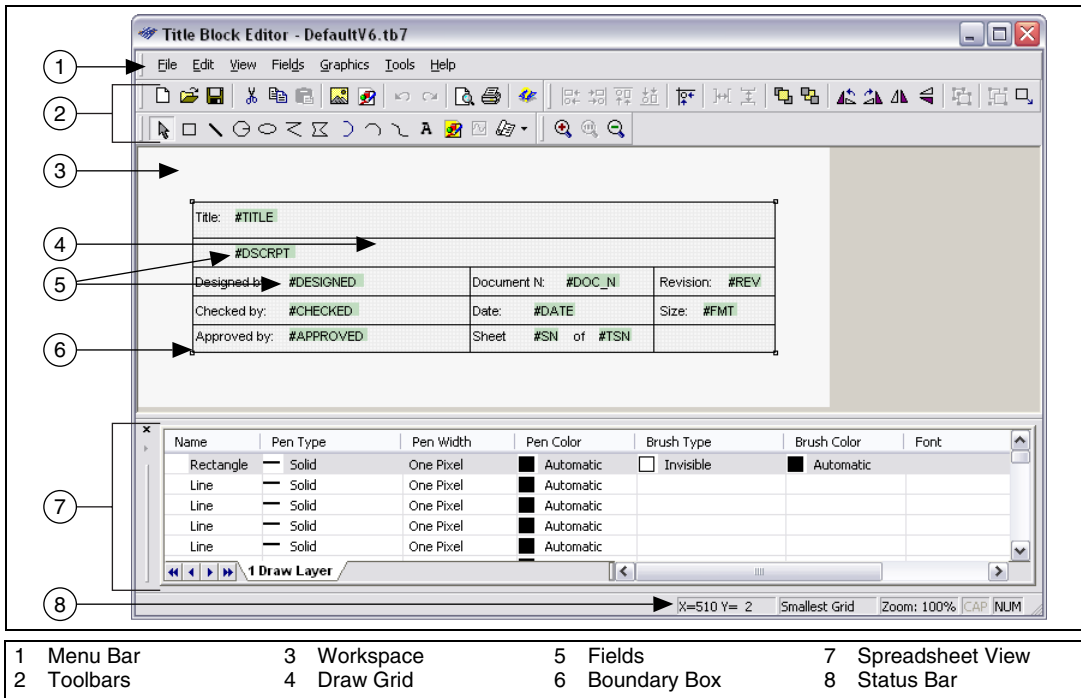 Title Block Editor - DefaultV6.tb7
1
File Edit View Fields Graphics Tools Help
2
A
3
Title: #TITLE
4
#DSCRPT
5
Designed b #DESIGNED Document N: #DOC_N Revision: #REV
Checked by: #CHECKED Date: #DATE Size: #FMT
6
Approved by: #APPROVED Sheet #SN of #TSN
Name Pen Type Pen Width Pen Color Brush Type Brush Color Font
Rectangle Solid One Pixel Automatic Invisible Automatic
Line Solid One Pixel Automatic
7
Line Solid One Pixel Automatic
Line Solid One Pixel Automatic
Line Solid One Pixel Automatic
1 Draw Layer
8
X=510 Y= 2 Smallest Grid Zoom: 100% CAP NUM
1 Menu Bar 3 Workspace 5 Fields 7 Spreadsheet View
2 Toolbars 4 Draw Grid 6 Boundary Box 8 Status Bar